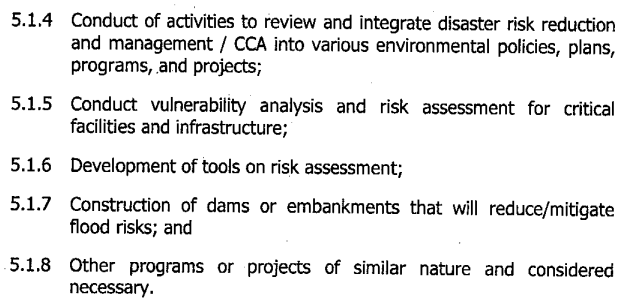 5.1.4 Conduct of activities to review and integrate disaster risk reduction
and management / CCA into various environmental policies, plans,
programs, and projects;
5.1.5 Conduct vulnerability analysis and risk assessment for critical
facilities and infrastructure;
5.1.6 Development of tools on risk assessment;
5.1.7 Construction of dams or embankments that will reduce/mitigate
flood risks; and
5.1.8 Other programs or projects of similar nature and considered
necessary.